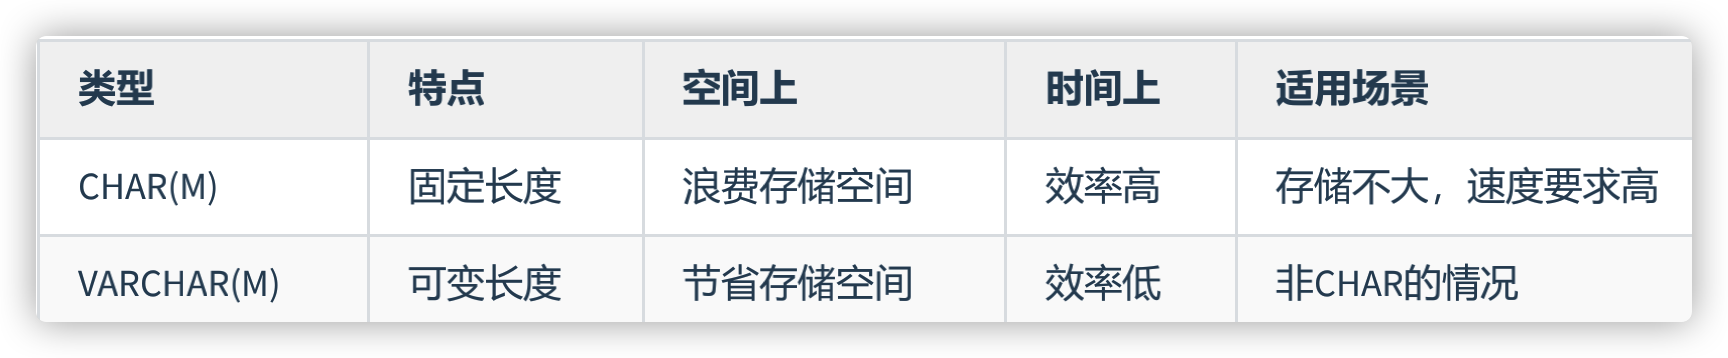 类型 特点 空间上 时间上 适用场景
CHAR(M) 固定长度 浪费存储空间 效率高 存储不大，速度要求高
VARCHAR(M) 可变长度 节省存储空间 效率低 非CHAR的情况